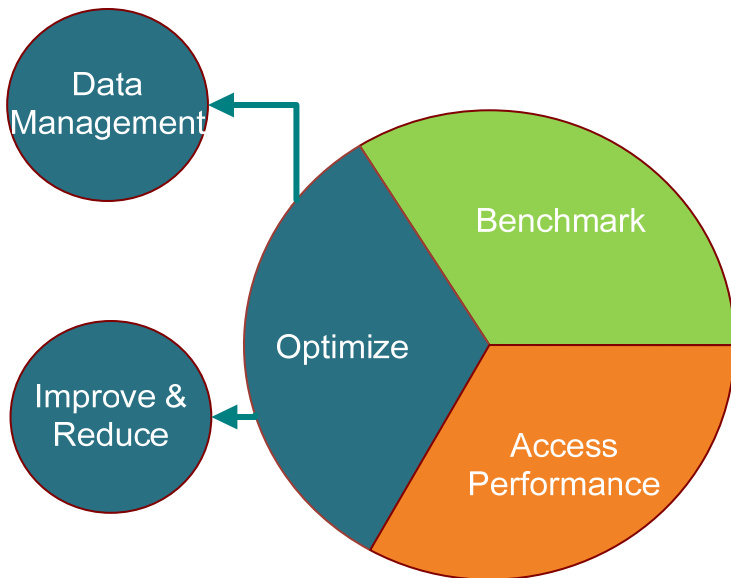 Data
Management
Benchmark
Optimize
Improve &
Reduce
Access
Performance